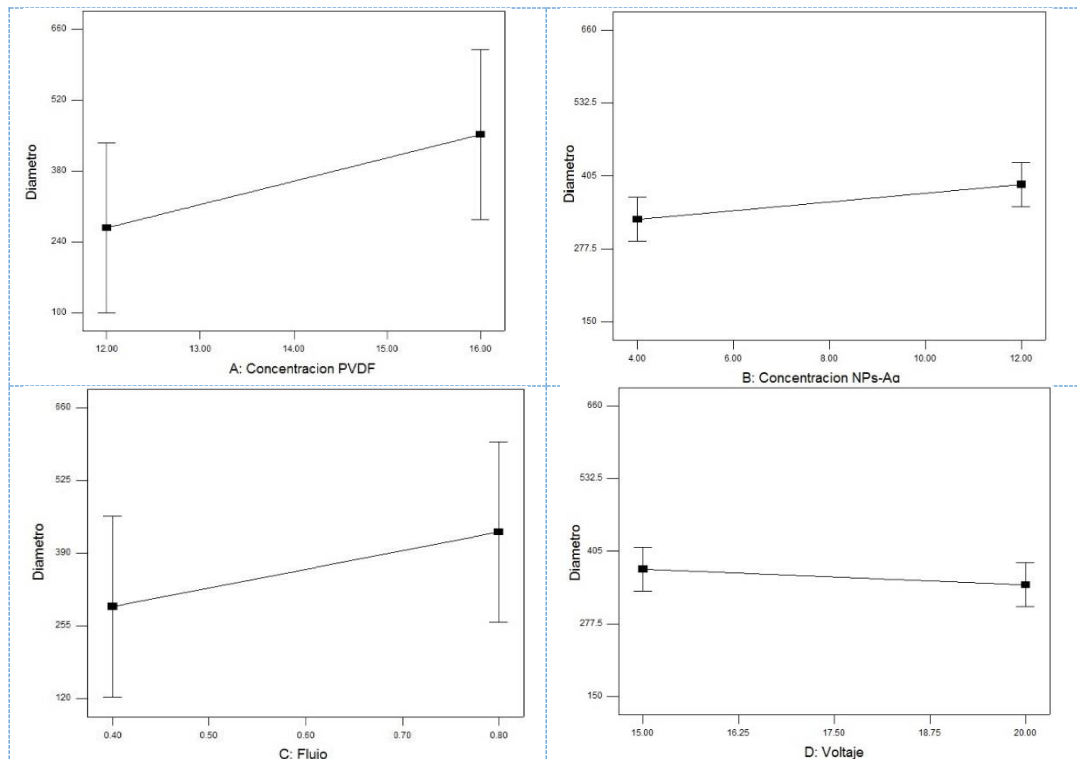 660
520
380
240
100
Diametro
12.00 13.00 14.00 15.00 16.00
A: Concentracion PVDF
660
532.5
405
277.5
150
Diametro
4.00 6.00 8.00 10.00 12.00
B: Concentracion NPs-Ag
660
525
390
255
120
Diametro
0.40 0.50 0.60 0.70 0.80
C: Flujo
660
532.5
405
277.5
150
Diametro
15.00 16.25 17.50 18.75 20.00
D: Voltaje